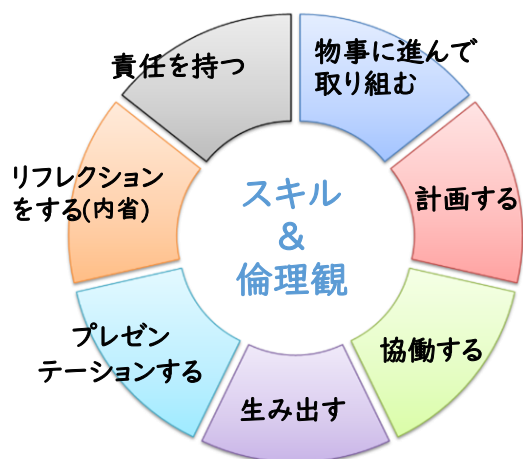 責任を持つ
物事に進んで
取り組む
リフレクション
をする(内省)
スキル
&
倫理観
計画する
プレゼン
テーションする
協働する
生み出す